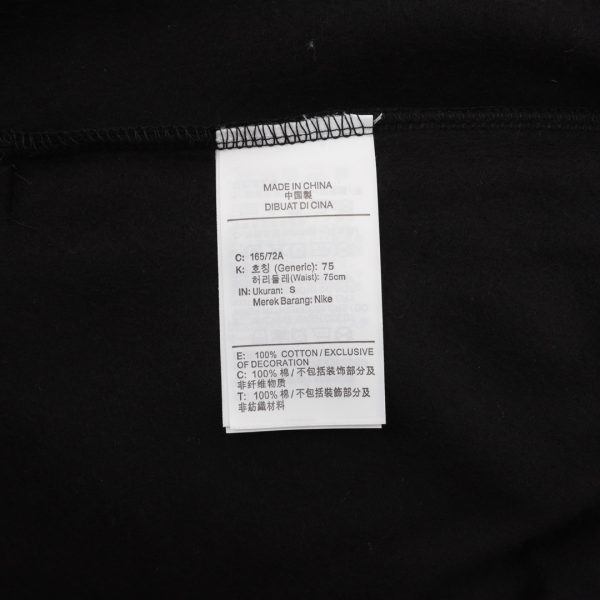 MADE IN CHINA
中国製
DIBUAT DI CINA
C: 165/72A
K: 호칭 (Generic): 75
허리둘레(Waist): 75cm
IN: Ukuran: S
Merek Barang: Nike
E: 100% COTTON / EXCLUSIVE
OF DECORATION
C: 100% 棉 / 不包括装饰部分及
非纤维物质
T: 100% 棉 / 不包括裝飾部分及
非紡織材料